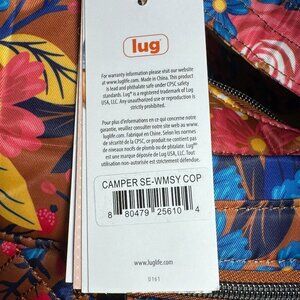 lug
For warranty information please visit our website
at www.luglife.com. Made in China. This product
is lead and phthalate safe under CPSC safety
standards. Lug® is a registered trademark of Lug
USA, LLC. Any unauthorized use or reproduction
is strictly prohibited.
Pour plus d'informations en ce qui concerne notre
garantie, veuillez consulter notre site web au www.
luglife.com. Fabriqué en Chine. Selon les normes
de sécurité de la CPSC, ce produit ne contient pas
de niveaux nocifs de plomb ou de phtalate. Lug®
est une marque déposée de Lug USA, LLC. Tout
utilisation non-autorisée est strictement défendue.
CAMPER SE-WMSY COP
8 80479 25610 4
www.luglife.com
0161